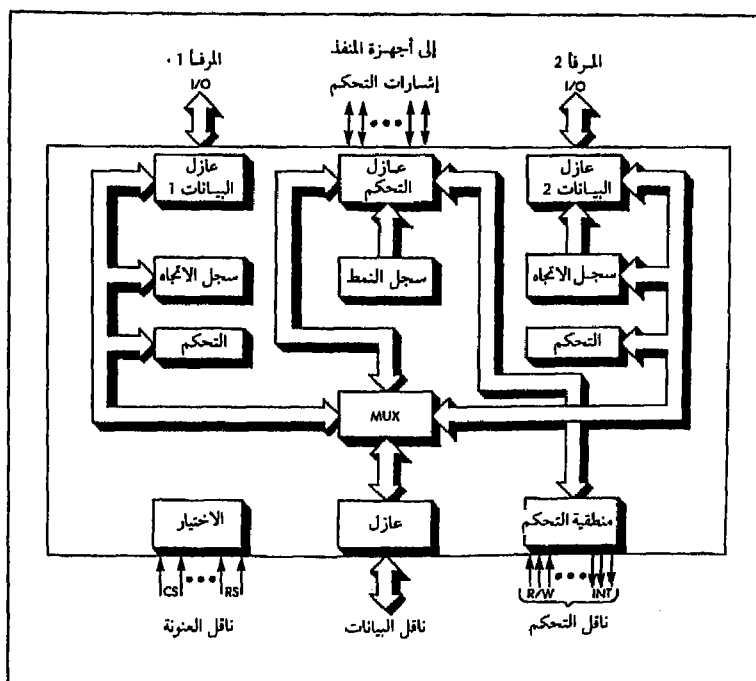 المرفأ 1
I/O
إلى أجهزة المنفذ
إشارات التحكم
المرفأ 2
I/O
عازل
البيانات 1
عازل
التحكم
عازل
البيانات 2
سجل الاتجاه
سجل النمط
سجل الاتجاه
التحكم
التحكم
MUX
الاختيار
عازل
منطقية التحكم
CS
RS
R/W
INT
ناقل العنونة
ناقل البيانات
ناقل التحكم